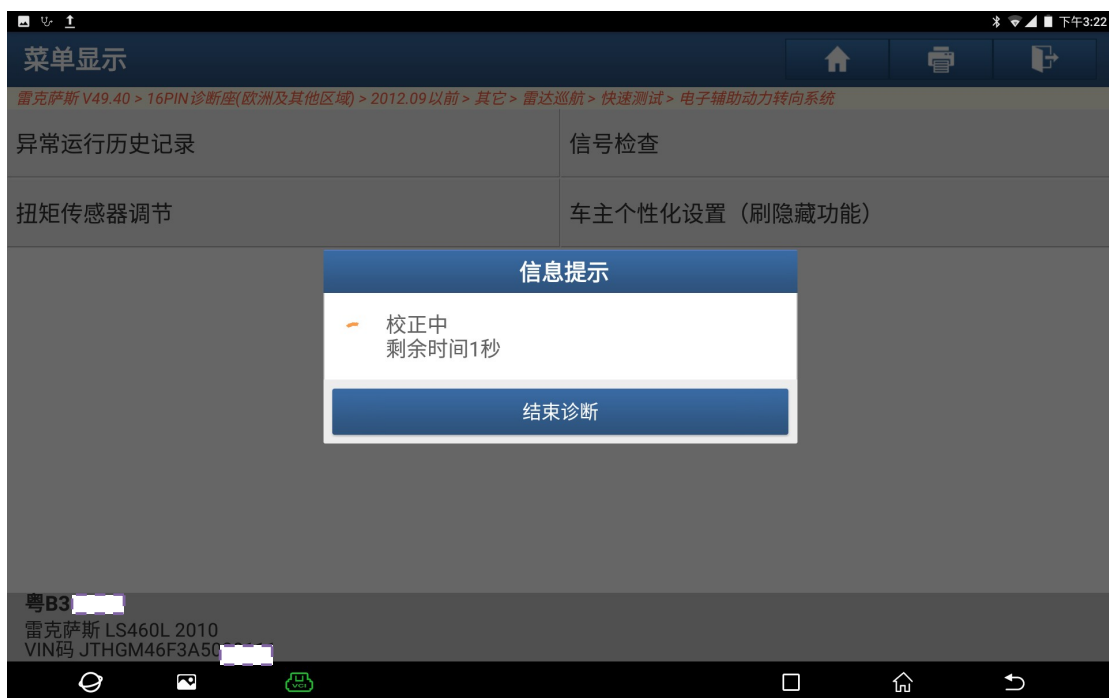 下午3:22
菜单显示
雷克萨斯 V49.40 > 16PIN诊断座(欧洲及其他区域) > 2012.09以前 > 其它 > 雷达巡航 > 快速测试 > 电子辅助动力转向系统
异常运行历史记录
信号检查
扭矩传感器调节
车主个性化设置（刷隐藏功能）
信息提示
校正中
剩余时间1秒
结束诊断
粤B3
雷克萨斯 LS460L 2010
VIN码 JTHGM46F3A50
VCI